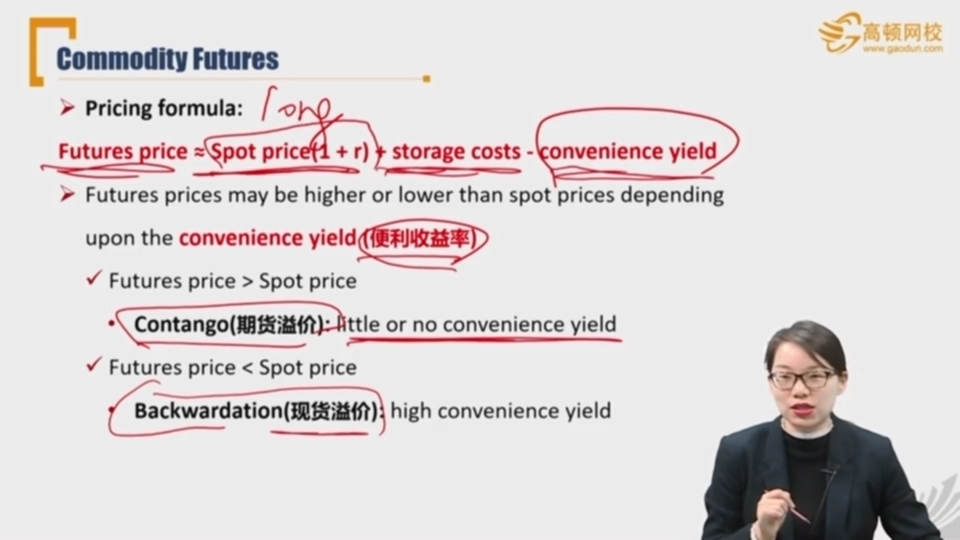 Commodity Futures
高顿网校
www.gaodun.com
➢ Pricing formula: long
Futures price ≈ Spot price(1 + r) + storage costs - convenience yield
➢ Futures prices may be higher or lower than spot prices depending
upon the convenience yield (便利收益率)
✓ Futures price > Spot price
• Contango(期货溢价): little or no convenience yield
✓ Futures price < Spot price
• Backwardation(现货溢价): high convenience yield